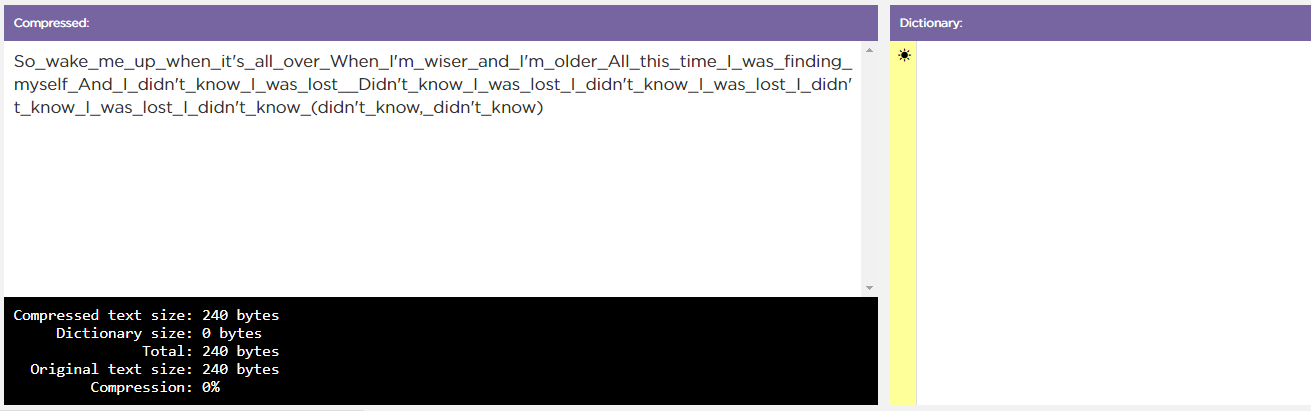 Compressed:
Dictionary:
So_wake_me_up_when_it's_all_over_When_I'm_wiser_and_I'm_older_All_this_time_I_was_finding_
myself_And_I_didn't_know_I_was_lost__Didn't_know_I_was_lost_I_didn't_know_I_was_lost_I_didn'
t_know_I_was_lost_I_didn't_know_(didn't_know,_didn't_know)
Compressed text size: 240 bytes
Dictionary size: 0 bytes
Total: 240 bytes
Original text size: 240 bytes
Compression: 0%